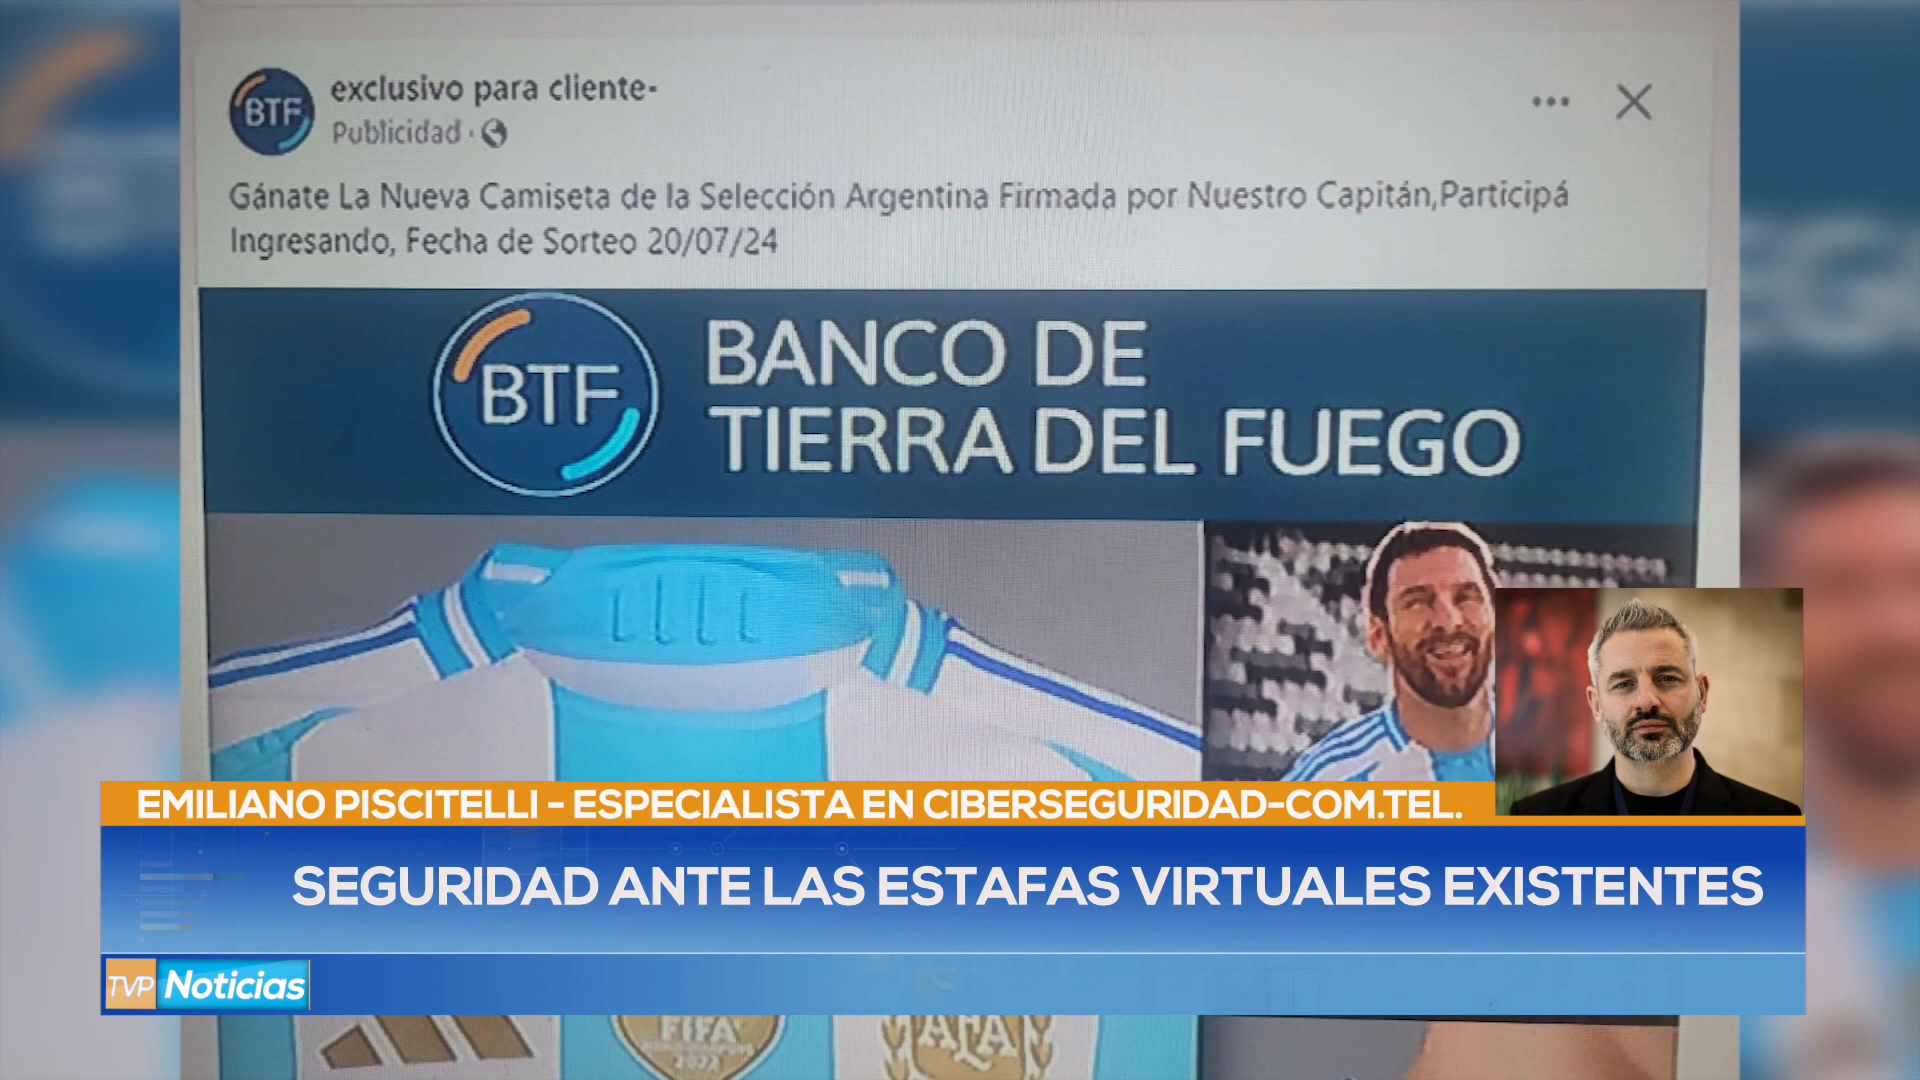 BTF
exclusivo para cliente-
Publicidad ·
Gánate La Nueva Camiseta de la Selección Argentina Firmada por Nuestro Capitán,Participá
Ingresando, Fecha de Sorteo 20/07/24
BTF
BANCO DE
TIERRA DEL FUEGO
EMILIANO PISCITELLI - ESPECIALISTA EN CIBERSEGURIDAD-COM.TEL.
SEGURIDAD ANTE LAS ESTAFAS VIRTUALES EXISTENTES
TVP Noticias
FIFA
2022
AFA